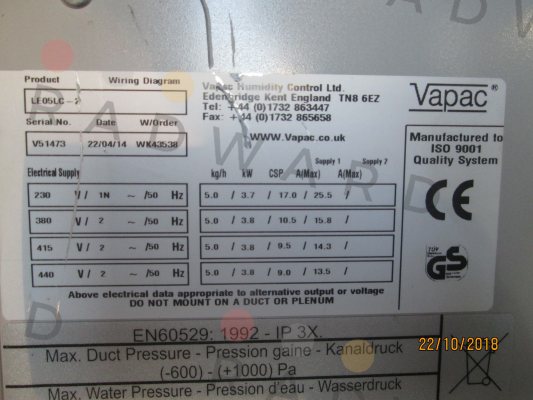 Product Wiring Diagram
LE05LC-2
Serial No. Date W/Order
V51473 22/04/14 WK43538
Vapac Humidity Control Ltd.
Edenbridge Kent England TN8 6EZ
Tel: +44 (0)1732 863447
Fax: +44 (0)1732 865658
www.Vapac.co.uk
Vapac®
Manufactured to
ISO 9001
Quality System
CE
GS
Electrical Supply
Supply 1 Supply 2
kg/h kW CSP. A(Max) A(Max)
230 V / 1N ~ /50 Hz 5.0 / 3.7 / 17.0 / 25.5 /
380 V / 2 ~ /50 Hz 5.0 / 3.8 / 10.5 / 15.8 /
415 V / 2 ~ /50 Hz 5.0 / 3.8 / 9.5 / 14.3 /
440 V / 2 ~ /50 Hz 5.0 / 3.8 / 9.0 / 13.5 /
Above electrical data appropriate to alternative output or voltage
DO NOT MOUNT ON A DUCT OR PLENUM
EN60529: 1992 - IP 3X.
Max. Duct Pressure - Pression gaine - Kanaldruck
(-600) - (+1000) Pa
Max. Water Pressure - Pression d'eau - Wasserdruck
22/10/2018
RADWARD